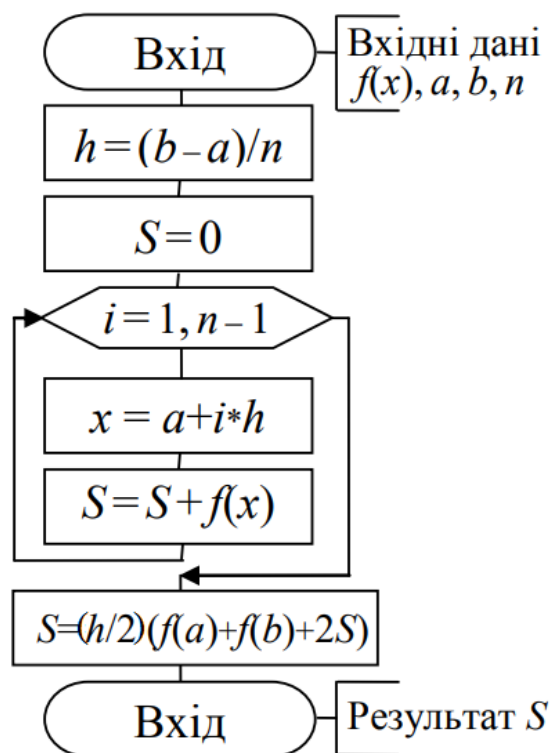 Вхід
Вхідні дані
f(x), a, b, n
h=(b–a)/n
S=0
i=1,n–1
x = a+i*h
S=S+f(x)
S=(h/2)(f(a)+f(b)+2S)
Вхід
Результат S